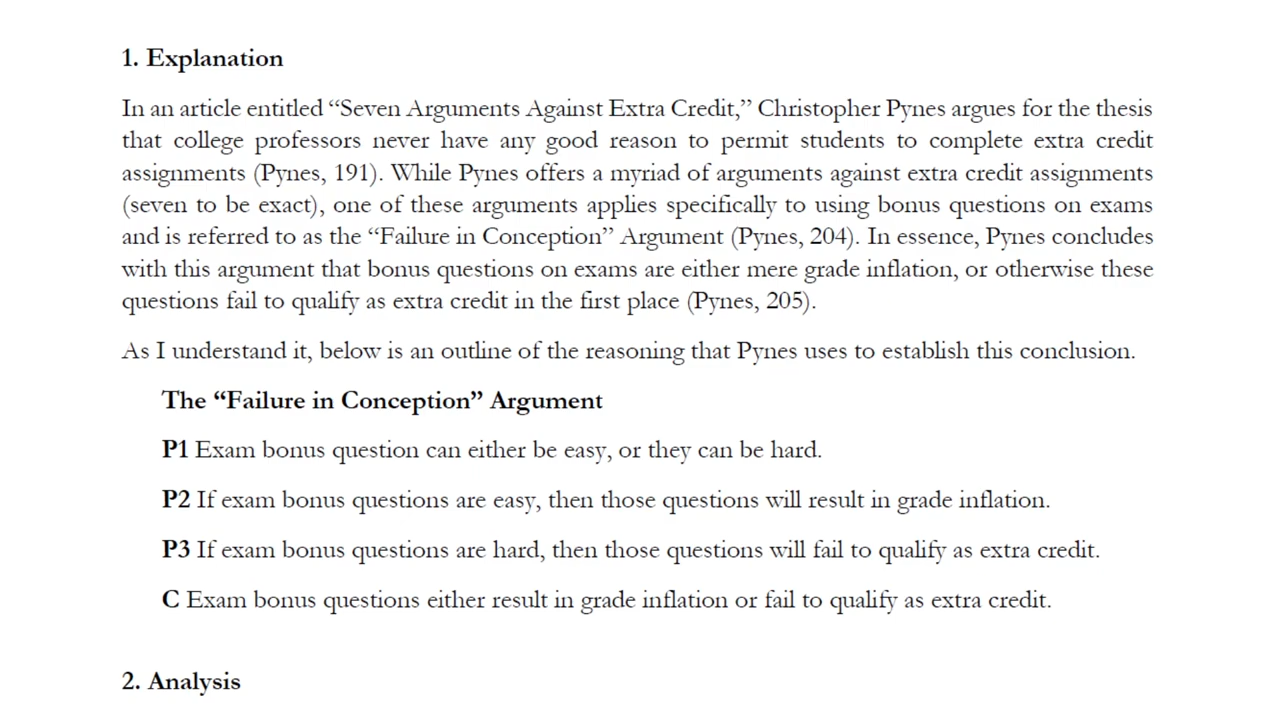 1. Explanation
In an article entitled “Seven Arguments Against Extra Credit,” Christopher Pynes argues for the thesis
that college professors never have any good reason to permit students to complete extra credit
assignments (Pynes, 191). While Pynes offers a myriad of arguments against extra credit assignments
(seven to be exact), one of these arguments applies specifically to using bonus questions on exams
and is referred to as the “Failure in Conception” Argument (Pynes, 204). In essence, Pynes concludes
with this argument that bonus questions on exams are either mere grade inflation, or otherwise these
questions fail to qualify as extra credit in the first place (Pynes, 205).
As I understand it, below is an outline of the reasoning that Pynes uses to establish this conclusion.
The “Failure in Conception” Argument
P1 Exam bonus question can either be easy, or they can be hard.
P2 If exam bonus questions are easy, then those questions will result in grade inflation.
P3 If exam bonus questions are hard, then those questions will fail to qualify as extra credit.
C Exam bonus questions either result in grade inflation or fail to qualify as extra credit.
2. Analysis